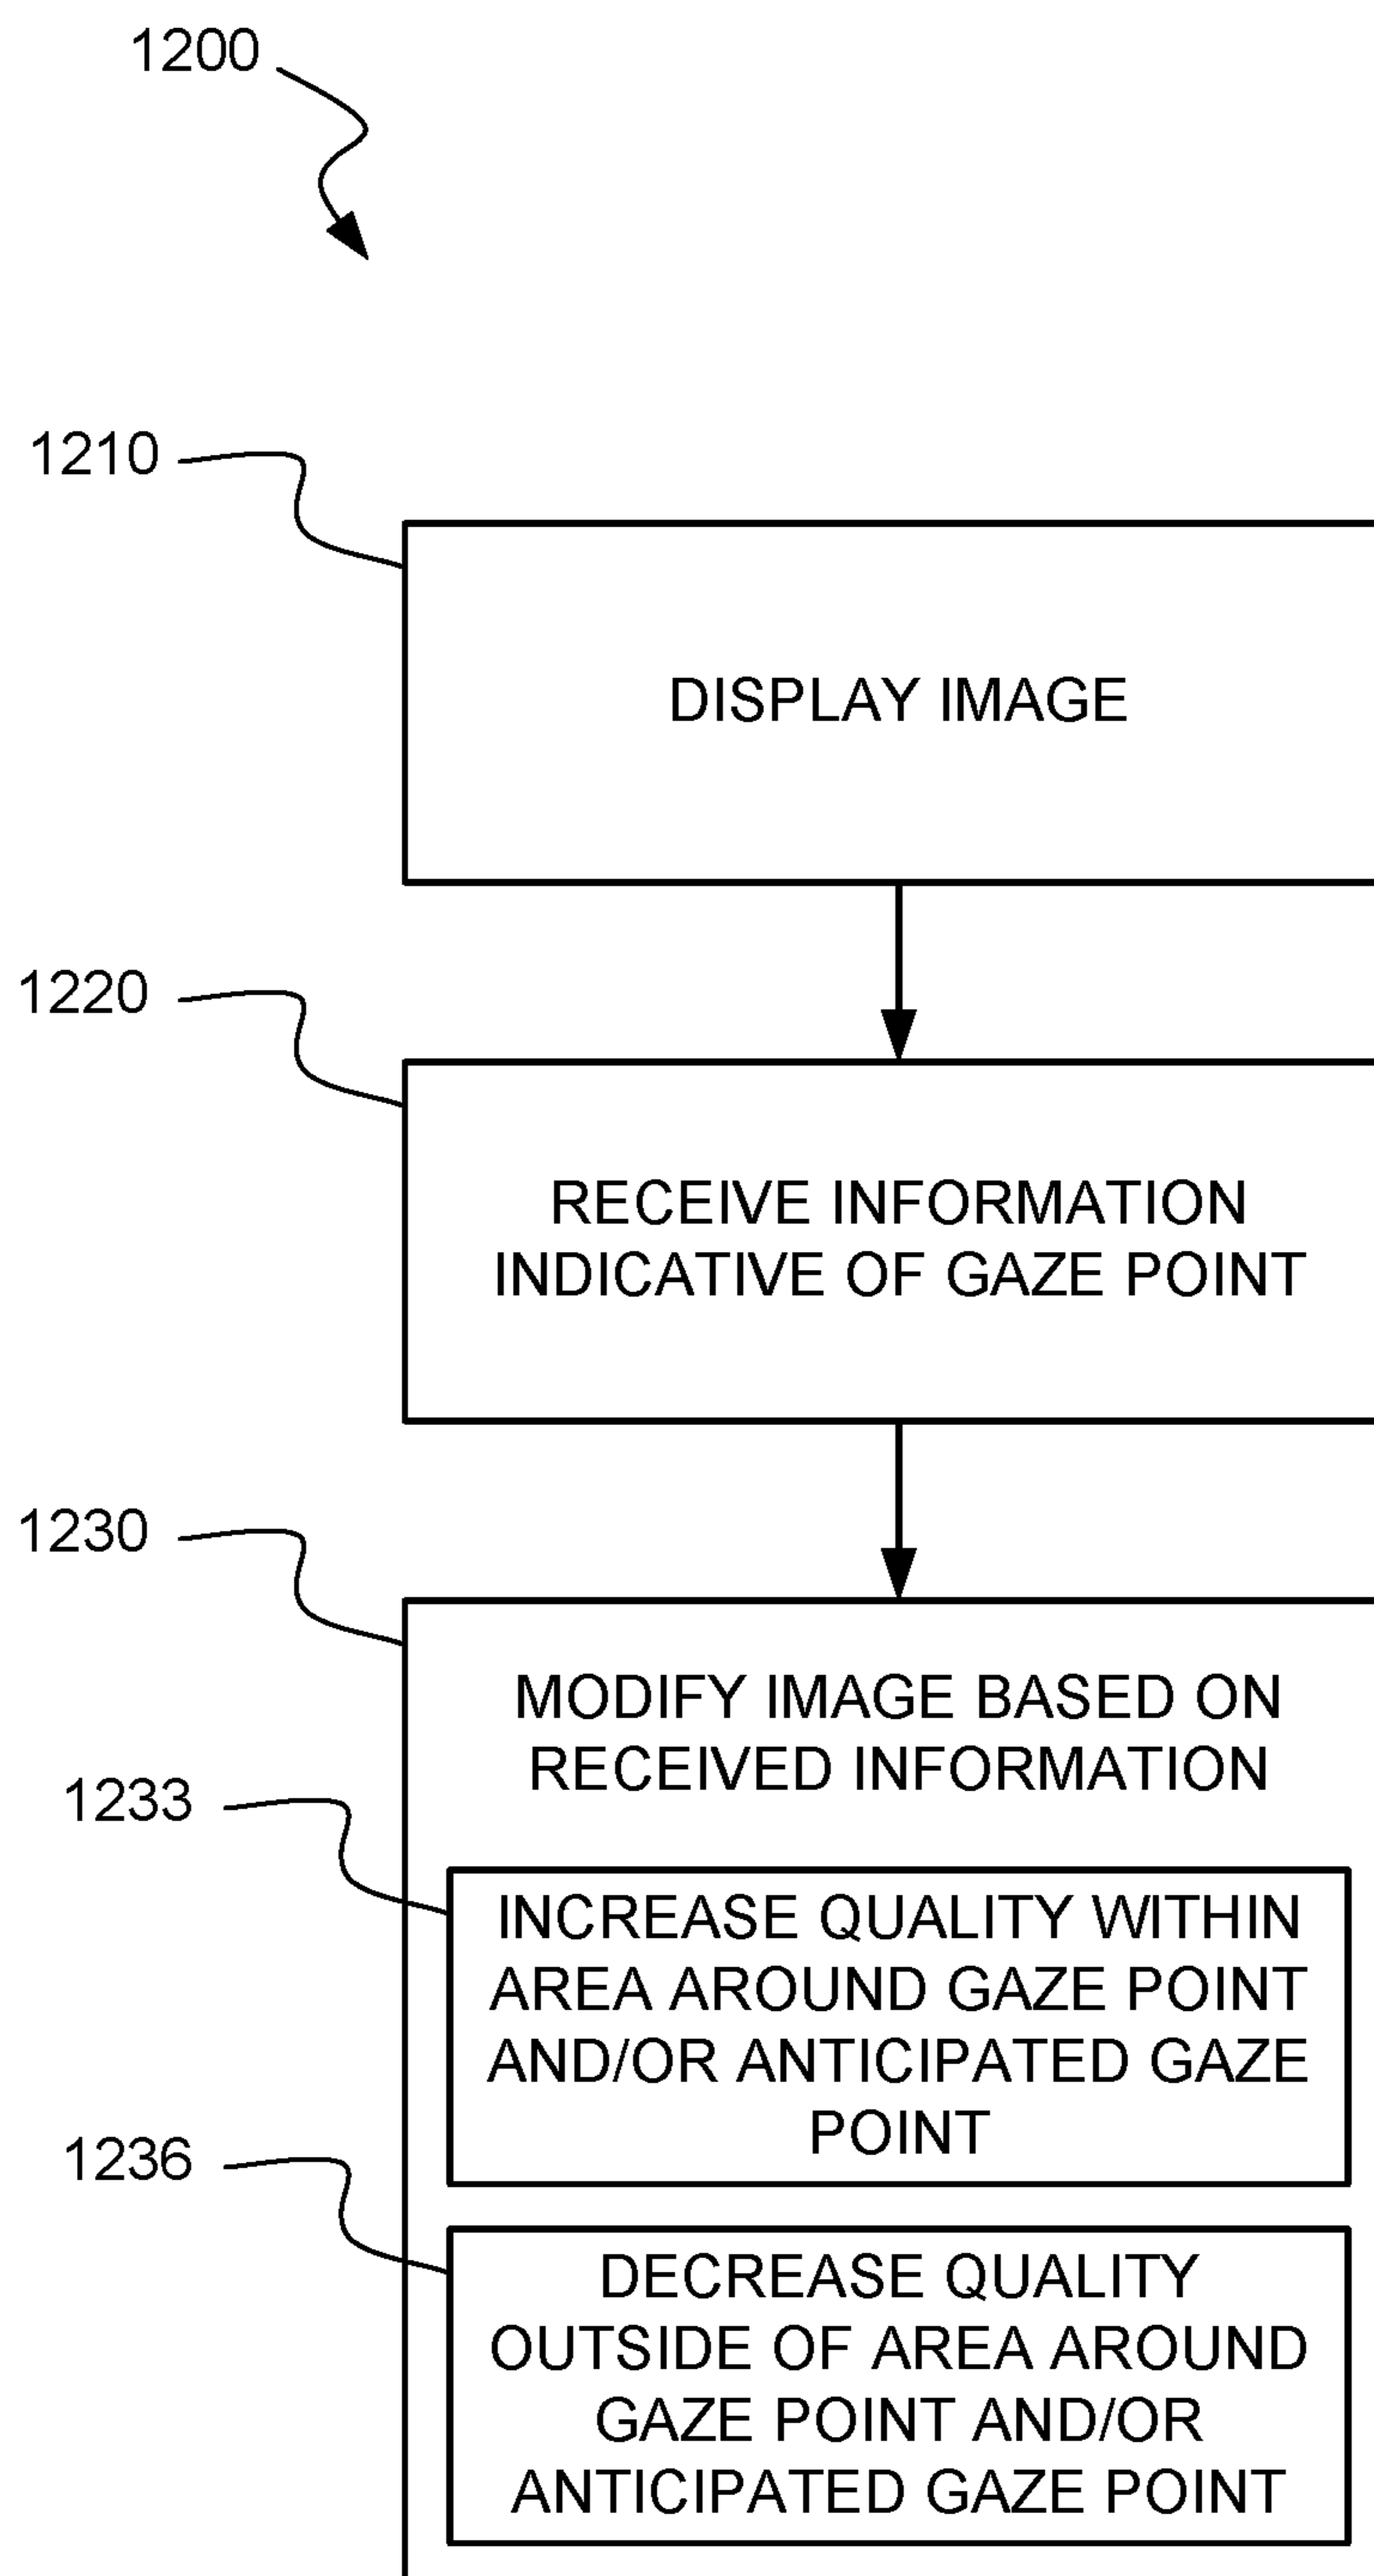 1200
1210
DISPLAY IMAGE
1220
RECEIVE INFORMATION
INDICATIVE OF GAZE POINT
1230
MODIFY IMAGE BASED ON
RECEIVED INFORMATION
1233
INCREASE QUALITY WITHIN
AREA AROUND GAZE POINT
AND/OR ANTICIPATED GAZE
POINT
1236
DECREASE QUALITY
OUTSIDE OF AREA AROUND
GAZE POINT AND/OR
ANTICIPATED GAZE POINT